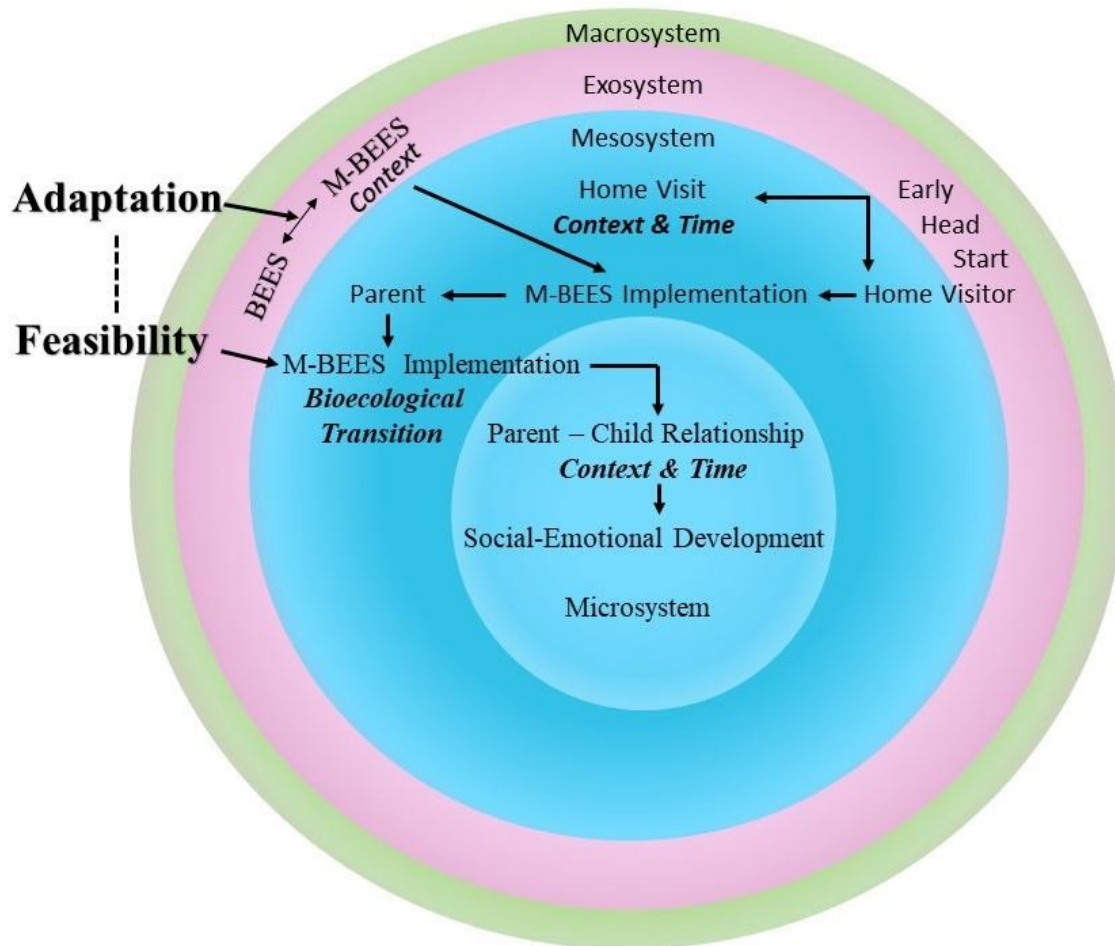 Macrosystem
Exosystem
Mesosystem
Adaptation
Feasibility
BEES
M-BEES
Context
Home Visit
Context & Time
Early
Head
Start
Home Visitor
M-BEES Implementation
Parent
M-BEES Implementation
Bioecological
Transition
Parent – Child Relationship
Context & Time
Social-Emotional Development
Microsystem